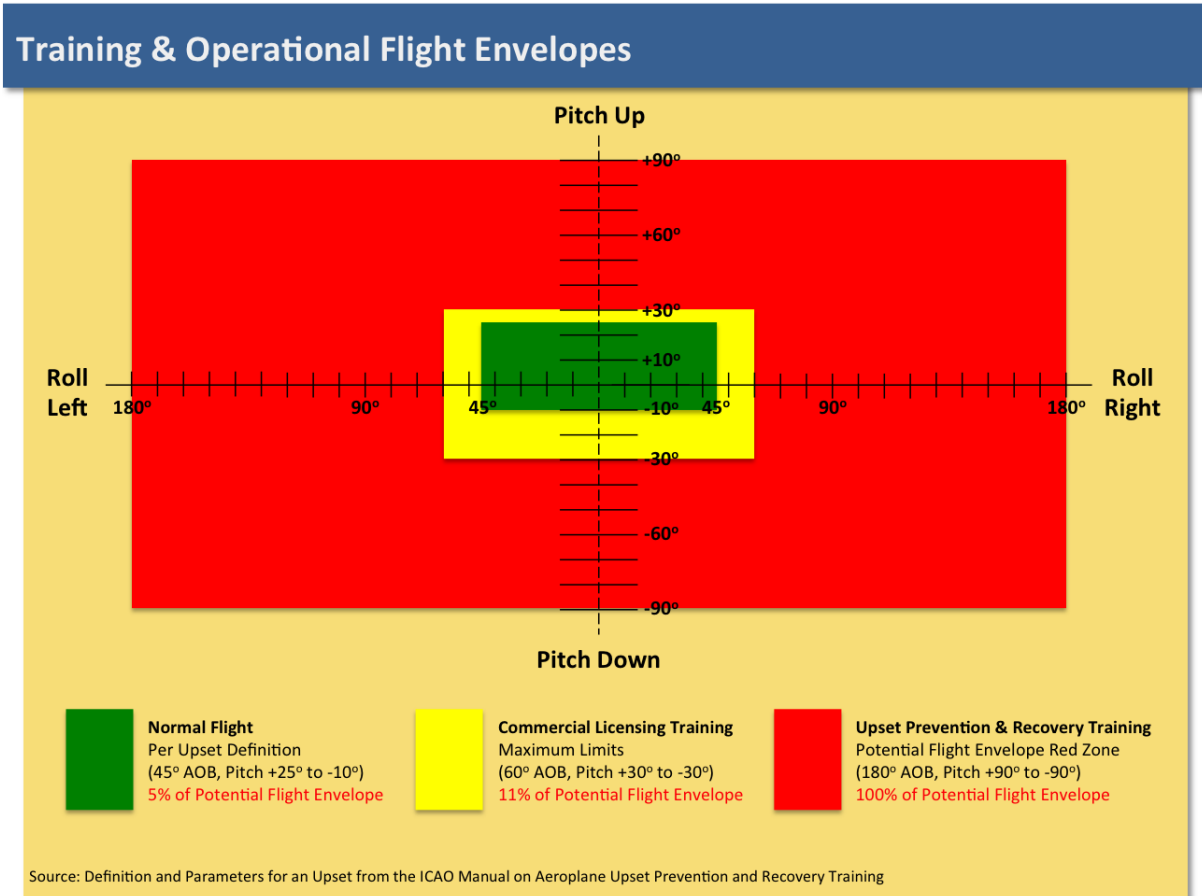 Training & Operational Flight Envelopes
Pitch Up
+90º
+60º
+30º
+10º
Roll
Left
Roll
Right
180º
90º
45º
-10º
45º
90º
180º
-30º
-60º
-90º
Pitch Down
Normal Flight
Per Upset Definition
(45º AOB, Pitch +25º to -10º)
5% of Potential Flight Envelope
Commercial Licensing Training
Maximum Limits
(60º AOB, Pitch +30º to -30º)
11% of Potential Flight Envelope
Upset Prevention & Recovery Training
Potential Flight Envelope Red Zone
(180º AOB, Pitch +90º to -90º)
100% of Potential Flight Envelope
Source: Definition and Parameters for an Upset from the ICAO Manual on Aeroplane Upset Prevention and Recovery Training